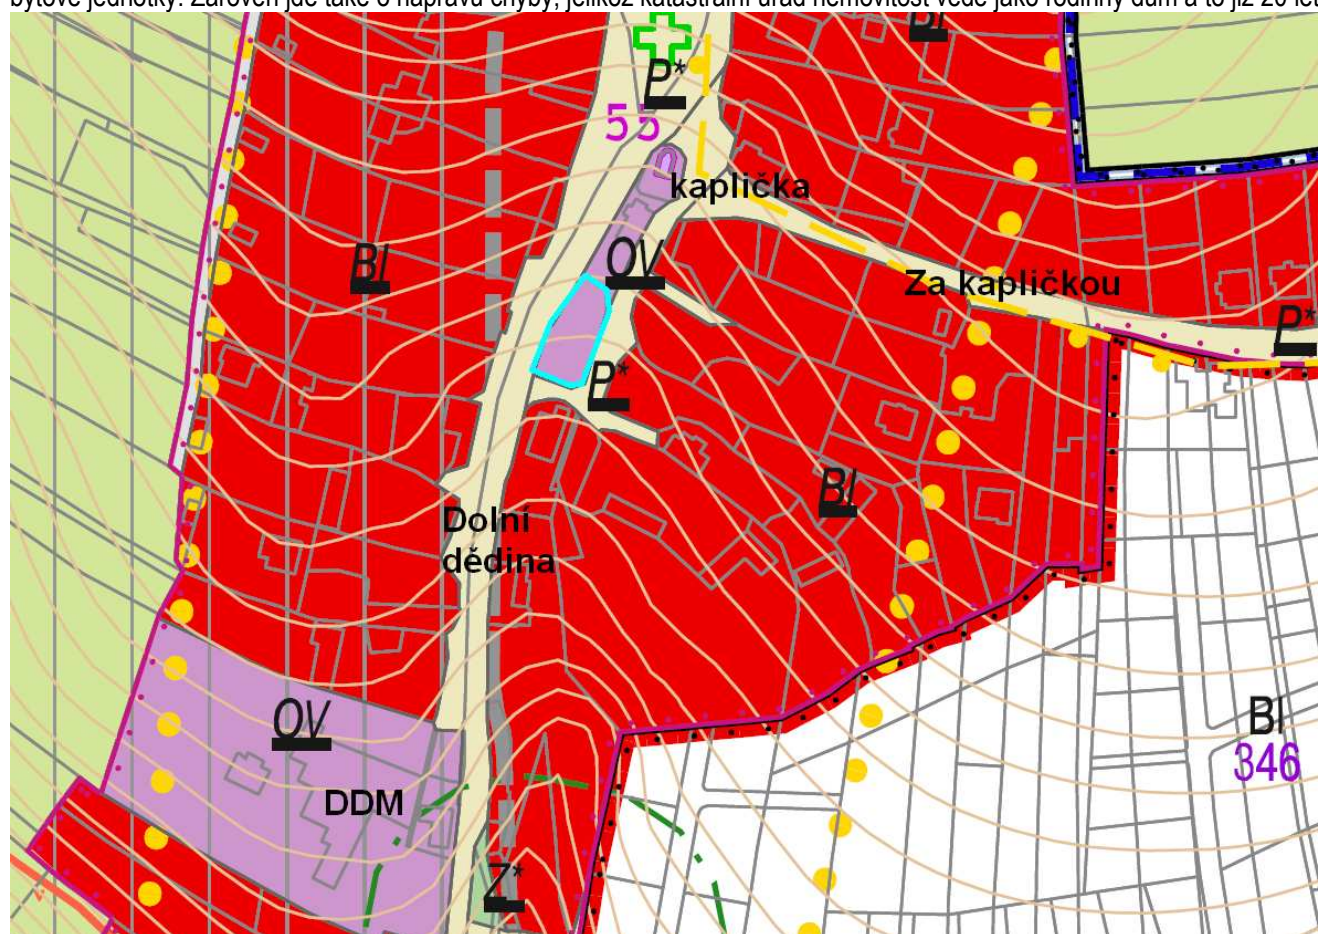 bytové jednotky. Zároveň jde také o nápravu chyby, jelikož katastrální úřad nemovitost vede jako rodinný dům a to již 20 let
BI
P*
55
kaplička
OV
BI
Za kapličkou
P*
P*
BI
Dolní
dědina
OV
BI
346
DDM
Z*